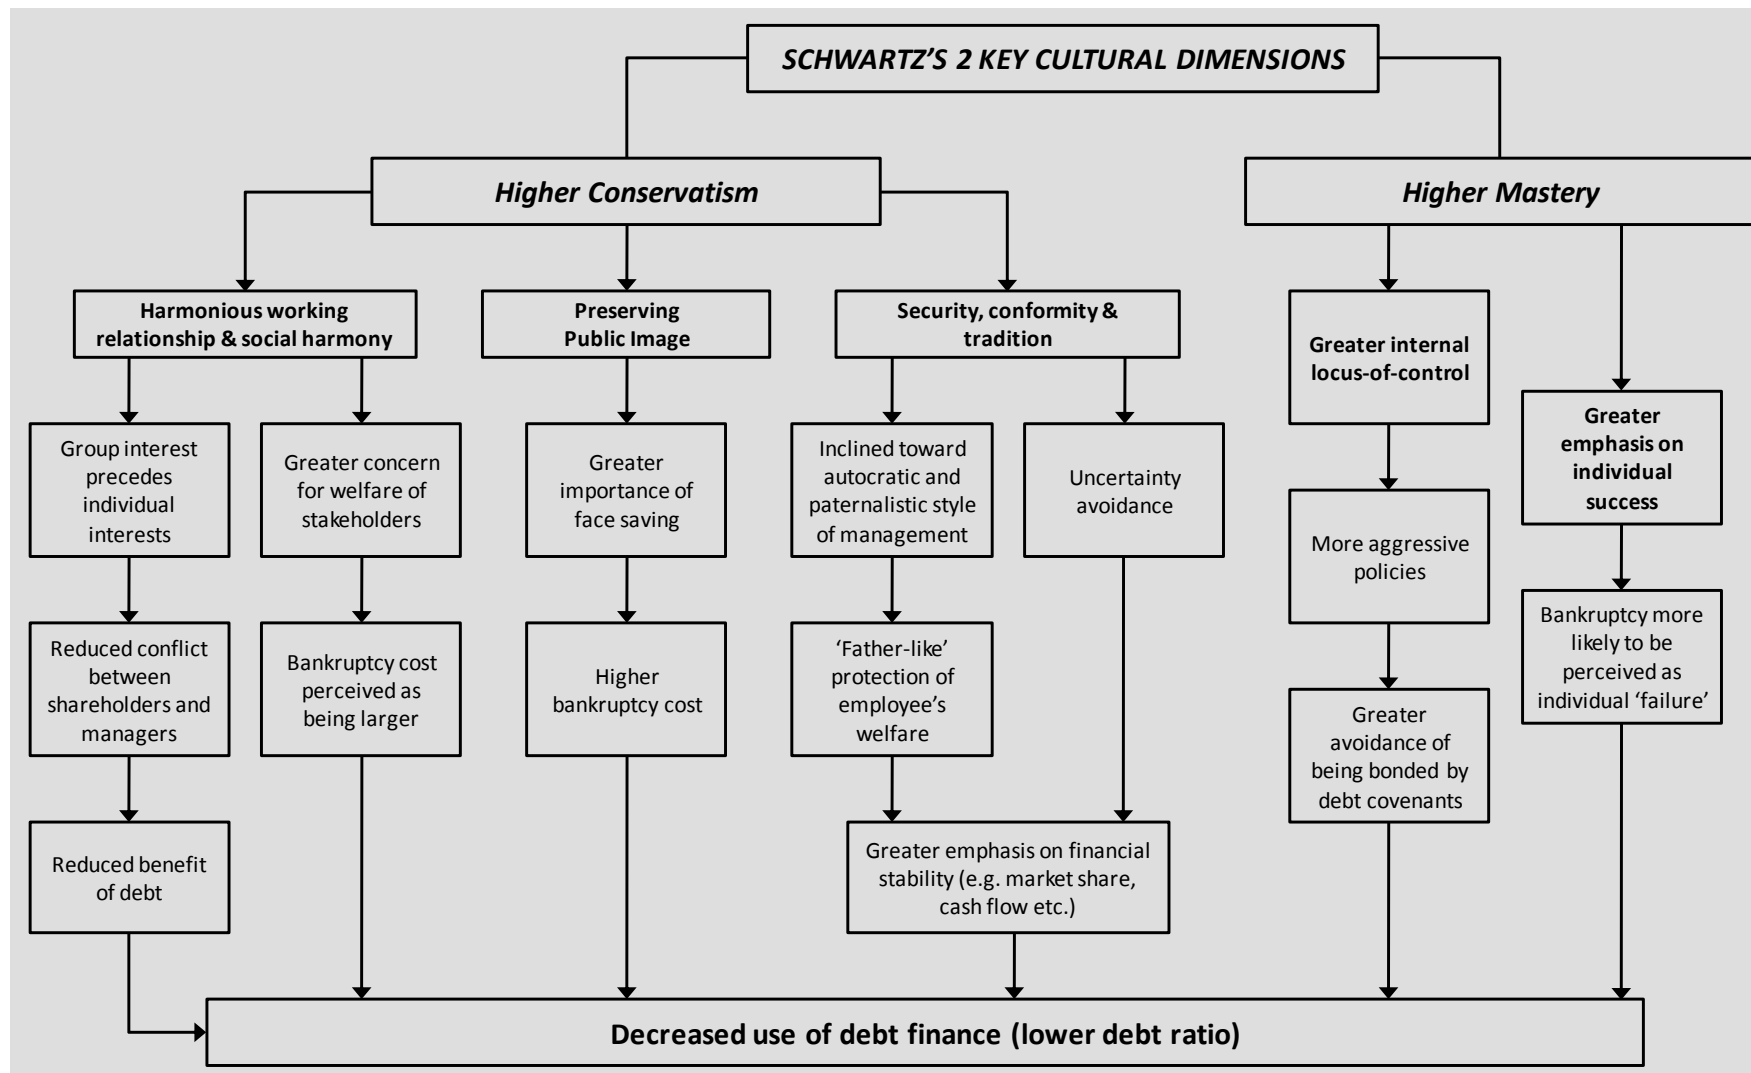 SCHWARTZ’S 2 KEY CULTURAL DIMENSIONS
Higher Conservatism
Higher Mastery
Harmonious working
relationship & social harmony
Preserving
Public Image
Security, conformity &
tradition
Greater internal
locus-of-control
Greater
emphasis on
individual
success
Group interest
precedes
individual
interests
Greater concern
for welfare of
stakeholders
Greater
importance of
face saving
Inclined toward
autocratic and
paternalistic style
of management
Uncertainty
avoidance
More aggressive
policies
Bankruptcy more
likely to be
perceived as
individual ‘failure’
Reduced conflict
between
shareholders and
managers
Bankruptcy cost
perceived as
being larger
Higher
bankruptcy cost
‘Father-like’
protection of
employee’s
welfare
Greater
avoidance of
being bonded by
debt covenants
Reduced benefit
of debt
Greater emphasis on financial
stability (e.g. market share,
cash flow etc.)
Decreased use of debt finance (lower debt ratio)